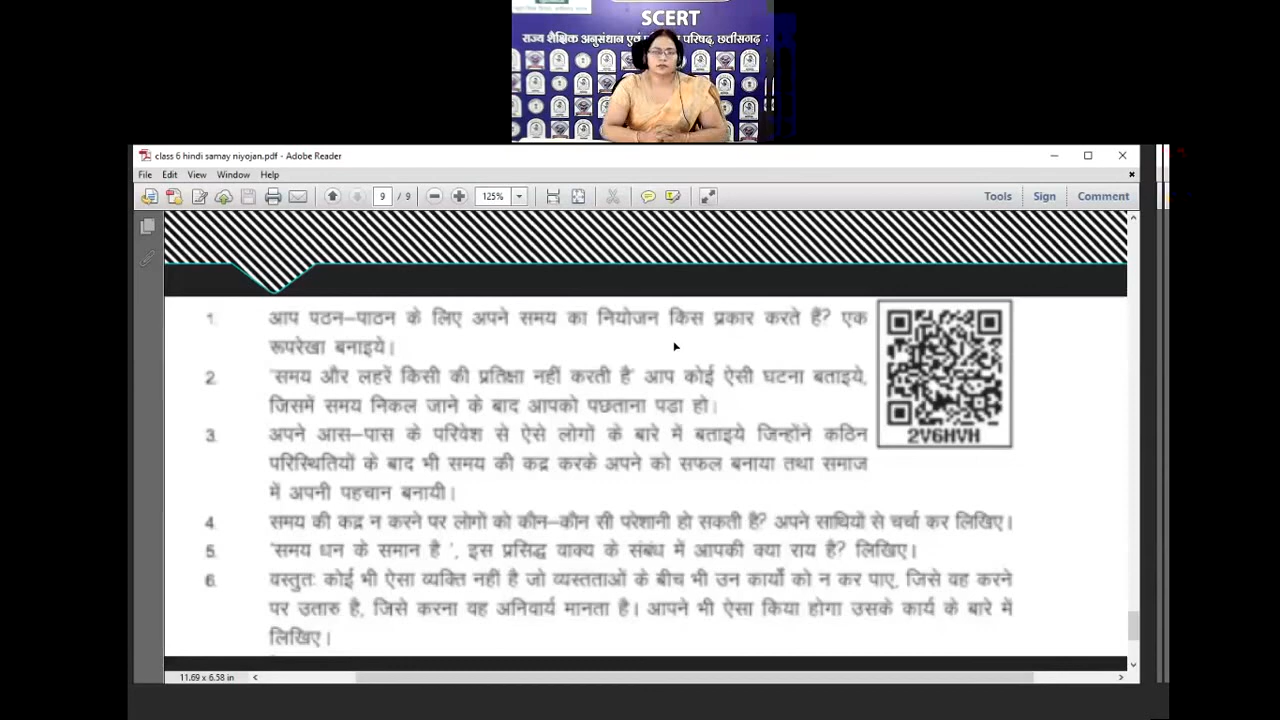 SCERT
राज्य शैक्षिक अनुसंधान एवं परिषद्, छत्तीसगढ़
class 6 hindi samay niyojan.pdf - Adobe Reader
File Edit View Window Help
9 / 9 125% Tools Sign Comment
1. आप पठन–पाठन के लिए अपने समय का नियोजन किस प्रकार करते हैं? एक
रूपरेखा बनाइये।
2. 'समय और लहरें किसी की प्रतिक्षा नहीं करती है' आप कोई ऐसी घटना बताइये,
जिसमें समय निकल जाने के बाद आपको पछताना पडा हो।
3. अपने आस–पास के परिवेश से ऐसे लोगों के बारे में बताइये जिन्होंने कठिन
परिस्थितियों के बाद भी समय की कद्र करके अपने को सफल बनाया तथा समाज
में अपनी पहचान बनायी।
2V6HVH
4. समय की कद्र न करने पर लोगों को कौन–कौन सी परेशानी हो सकती है? अपने साथियों से चर्चा कर लिखिए।
5. 'समय धन के समान है ', इस प्रसिद्ध वाक्य के संबंध में आपकी क्या राय है? लिखिए।
6. वस्तुतः कोई भी ऐसा व्यक्ति नहीं है जो व्यस्तताओं के बीच भी उन कार्यों को न कर पाए, जिसे वह करने
पर उतारु है, जिसे करना वह अनिवार्य मानता है। आपने भी ऐसा किया होगा उसके कार्य के बारे में
लिखिए।
11.69 x 6.58 in